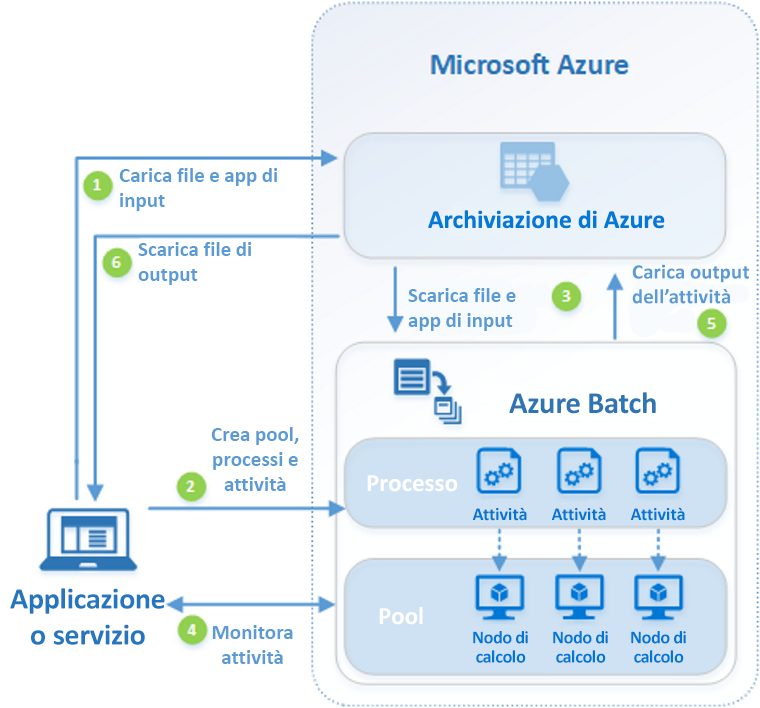 Microsoft Azure
1
Carica file e app di
input
Archiviazione di Azure
6
Scarica file di
output
Scarica file e
app di input
3
Carica output
dell’attività
5
Azure Batch
Crea pool,
processi e
attività
2
Processo
Attività
Attività
Attività
Applicazione
o servizio
4
Monitora
attività
Pool
Nodo di
calcolo
Nodo di
calcolo
Nodo di
calcolo